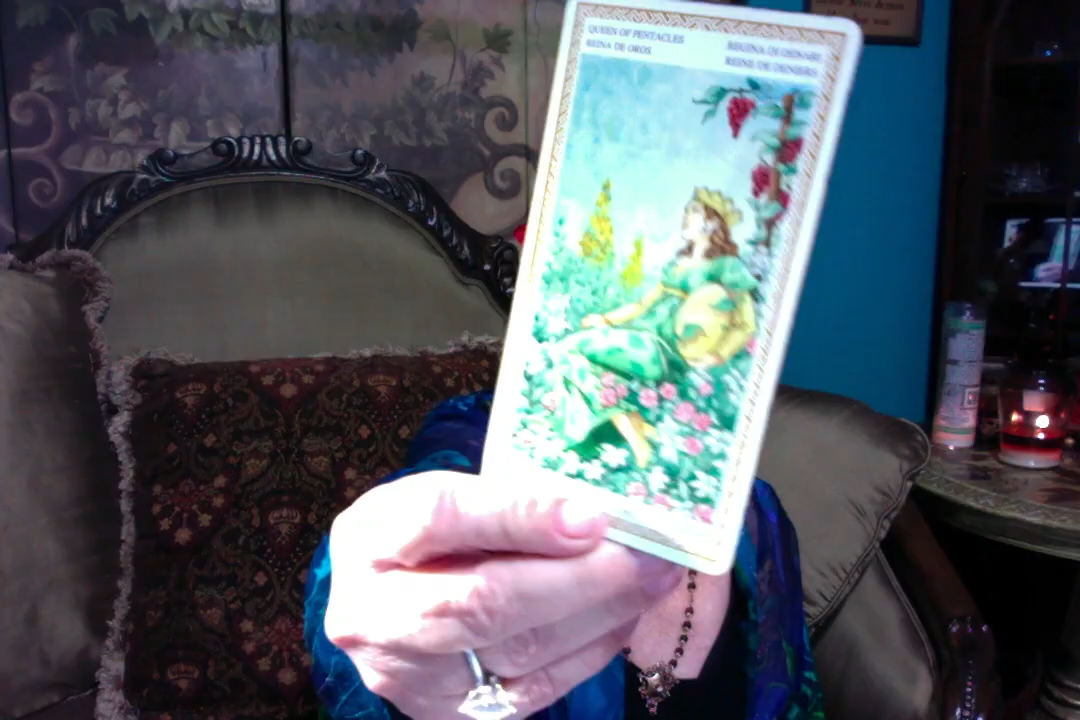 QUEEN OF PENTACLES
REINA DE OROS
REGINA DI DENARI
REINE DE DENIERS